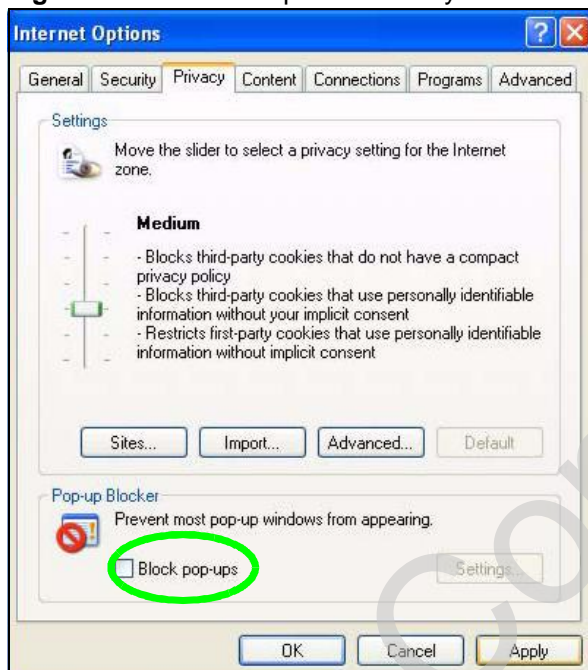 Internet Options
General Security Privacy Content Connections Programs Advanced
Settings
Move the slider to select a privacy setting for the Internet
zone.
Medium
- Blocks third-party cookies that do not have a compact
privacy policy
- Blocks third-party cookies that use personally identifiable
information without your implicit consent
- Restricts first-party cookies that use personally identifiable
information without implicit consent
Sites... Import... Advanced... Default
Pop-up Blocker
Prevent most pop-up windows from appearing.
Block pop-ups
Settings...
OK Cancel Apply